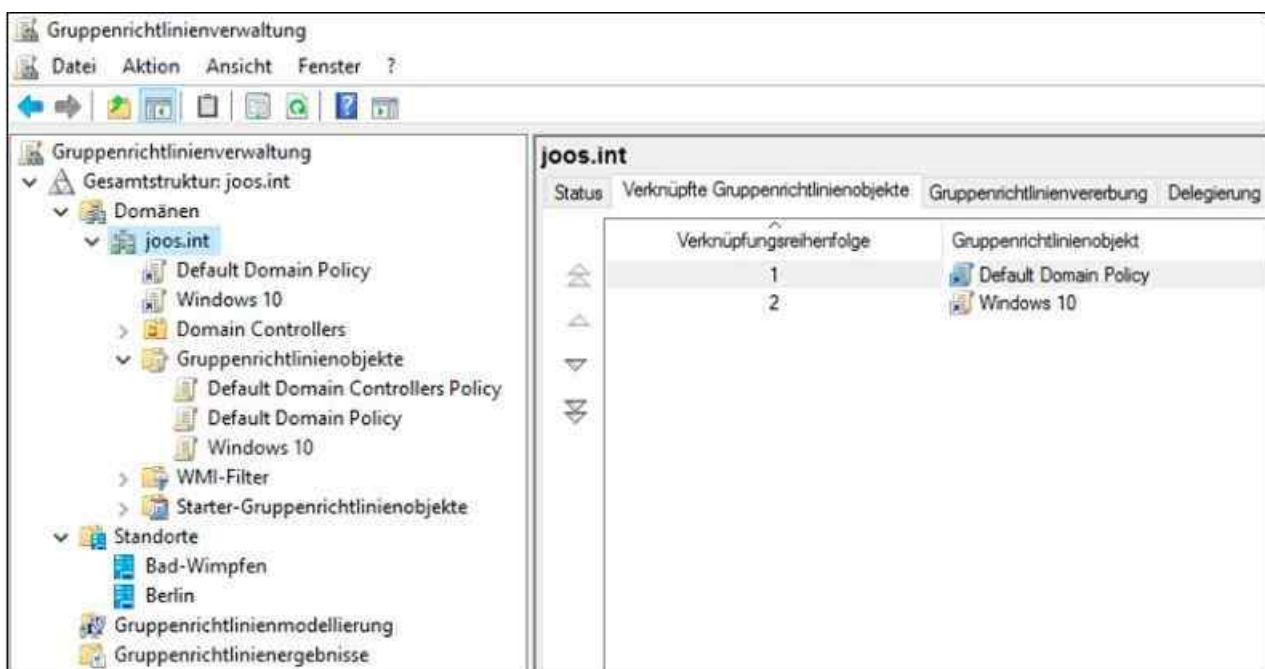 Gruppenrichtlinienverwaltung
Datei Aktion Ansicht Fenster ?
Gruppenrichtlinienverwaltung
Gesamtstruktur: joos.int
Domänen
joos.int
Default Domain Policy
Windows 10
Domain Controllers
Gruppenrichtlinienobjekte
Default Domain Controllers Policy
Default Domain Policy
Windows 10
WMI-Filter
Starter-Gruppenrichtlinienobjekte
Standorte
Bad-Wimpfen
Berlin
Gruppenrichtlinienmodellierung
Gruppenrichtlinienergebnisse
joos.int
Status Verknüpfte Gruppenrichtlinienobjekte Gruppenrichtlinienvererbung Delegierung
Verknüpfungsreihenfolge Gruppenrichtlinienobjekt
1 Default Domain Policy
2 Windows 10